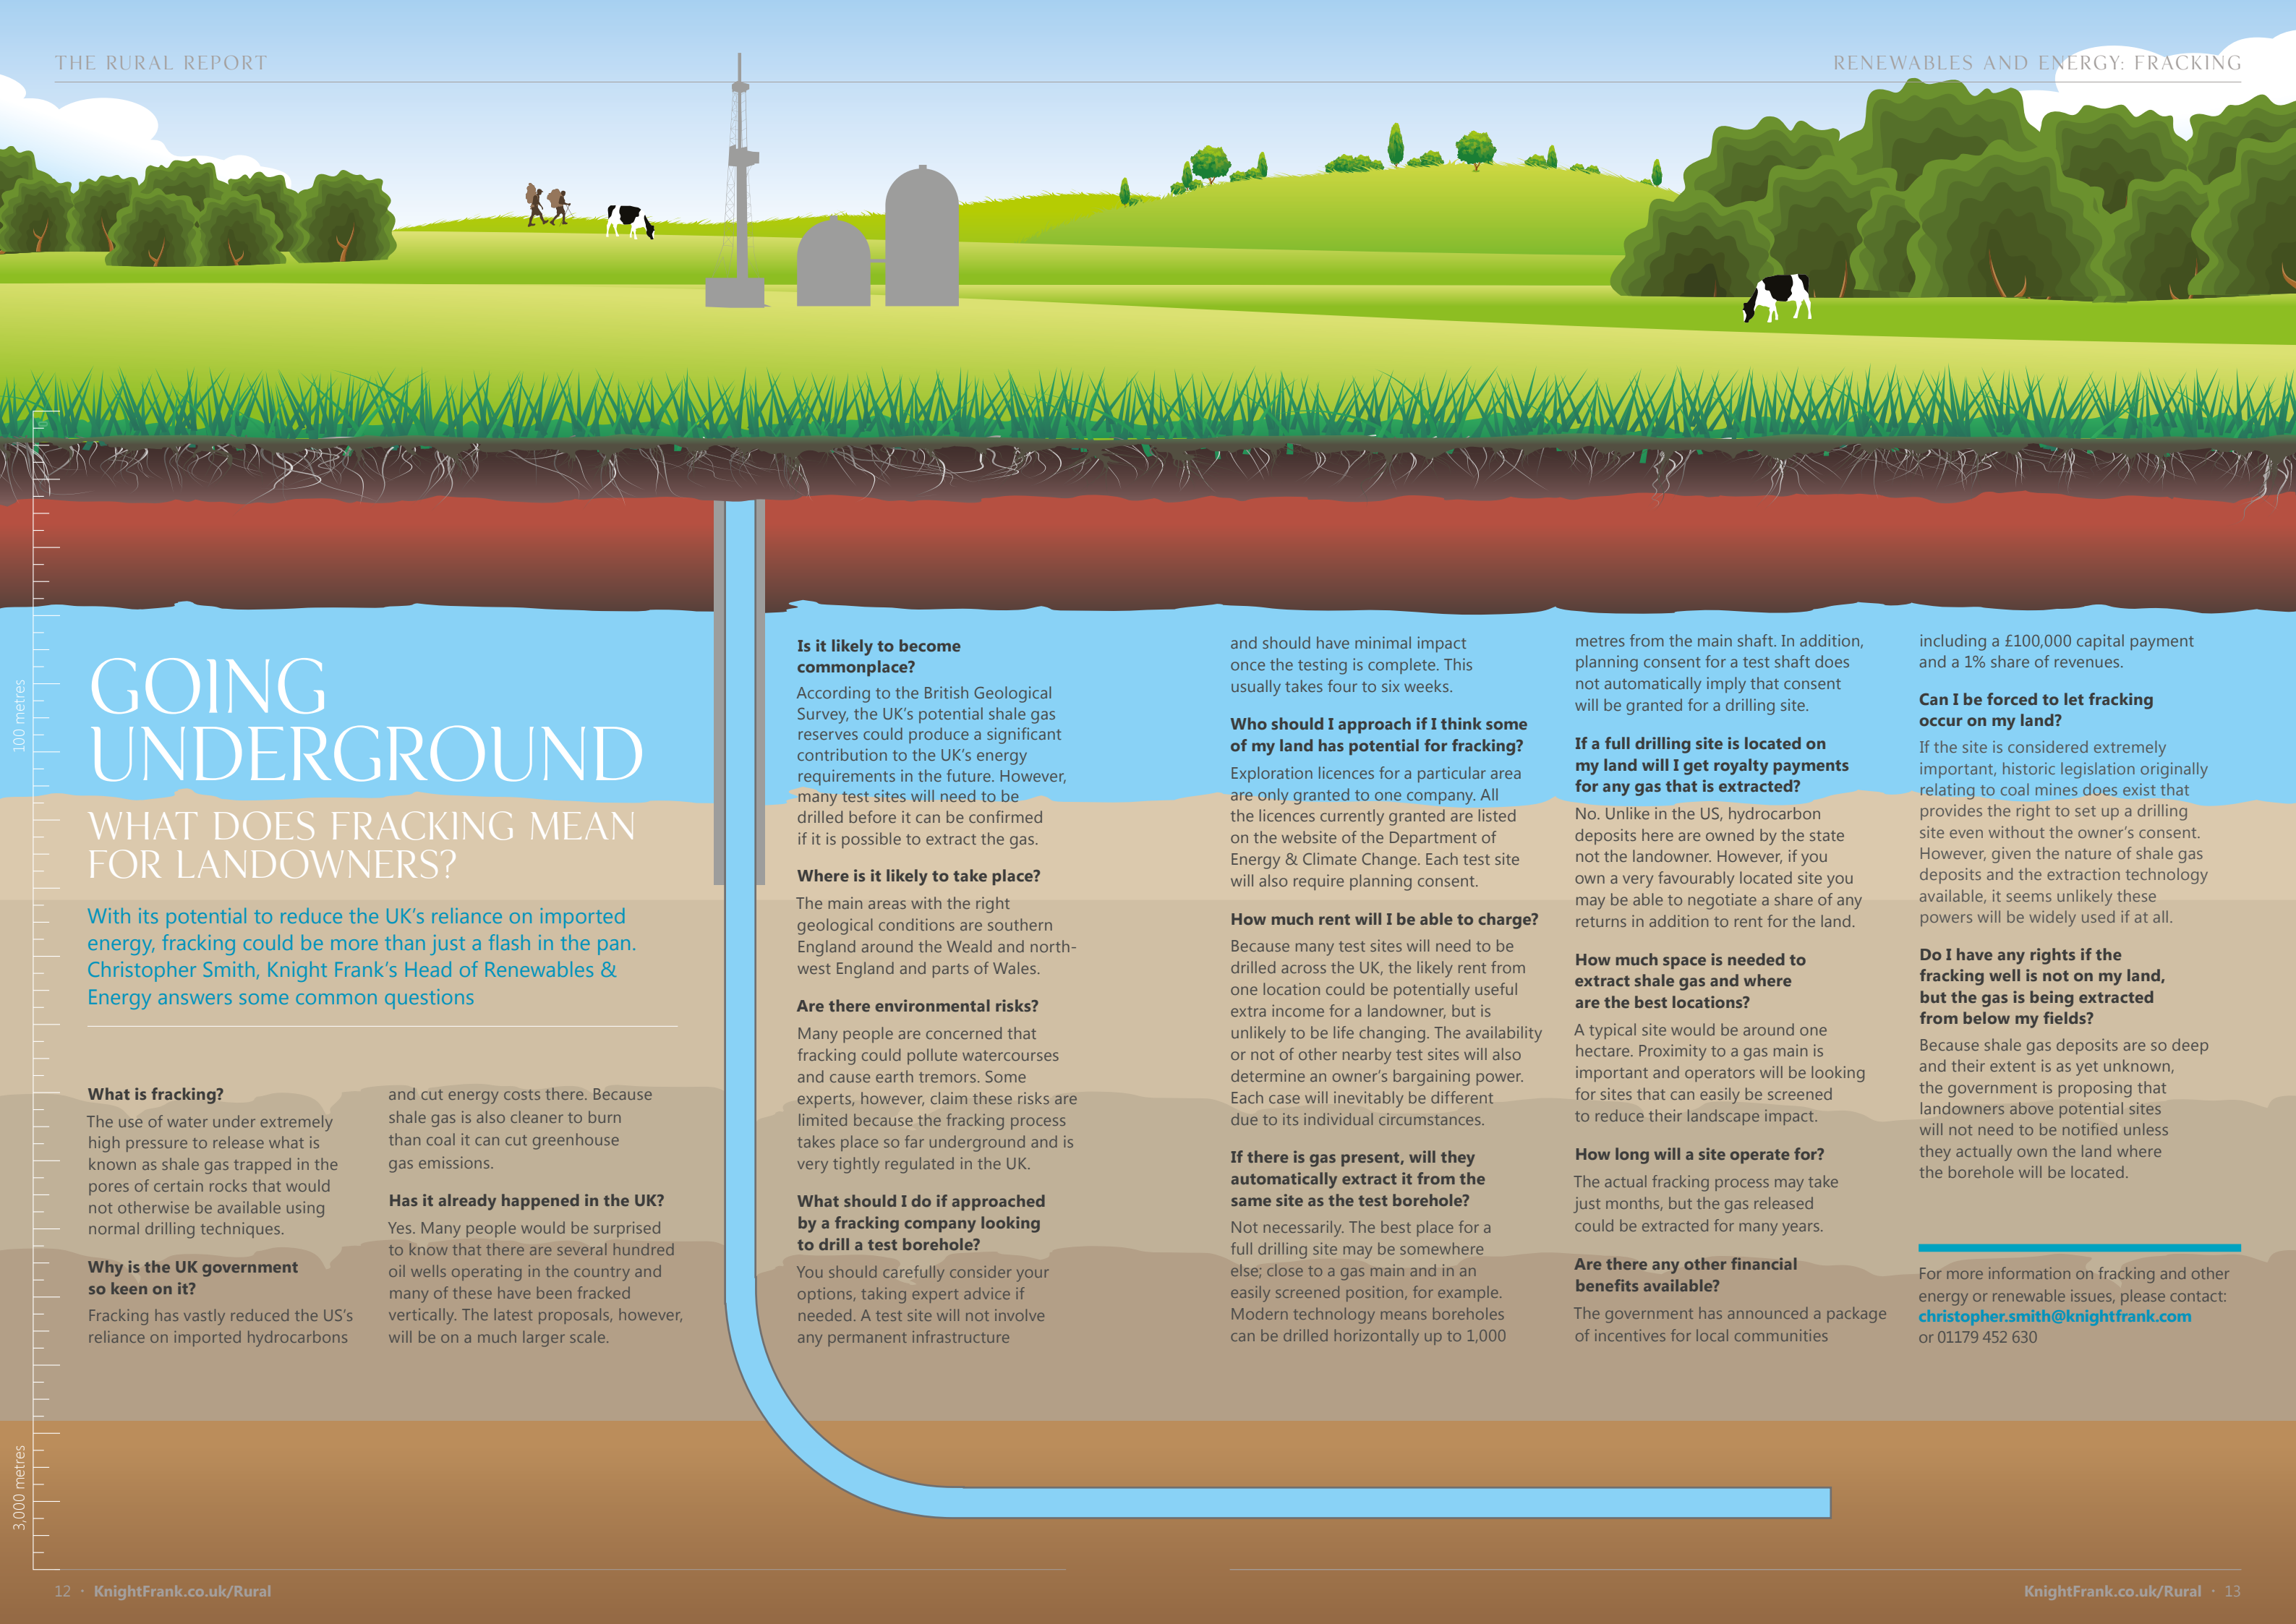 THE RURAL REPORT
RENEWABLES AND ENERGY: FRACKING
100 metres
3,000 metres
GOING
UNDERGROUND
WHAT DOES FRACKING MEAN
FOR LANDOWNERS?
With its potential to reduce the UK's reliance on imported
energy, fracking could be more than just a flash in the pan.
Christopher Smith, Knight Frank's Head of Renewables &
Energy answers some common questions
What is fracking?
The use of water under extremely
high pressure to release what is
known as shale gas trapped in the
pores of certain rocks that would
not otherwise be available using
normal drilling techniques.
Why is the UK government
so keen on it?
Fracking has vastly reduced the US's
reliance on imported hydrocarbons
and cut energy costs there. Because
shale gas is also cleaner to burn
than coal it can cut greenhouse
gas emissions.
Has it already happened in the UK?
Yes. Many people would be surprised
to know that there are several hundred
oil wells operating in the country and
many of these have been fracked
vertically. The latest proposals, however,
will be on a much larger scale.
Is it likely to become
commonplace?
According to the British Geological
Survey, the UK's potential shale gas
reserves could produce a significant
contribution to the UK's energy
requirements in the future. However,
many test sites will need to be
drilled before it can be confirmed
if it is possible to extract the gas.
Where is it likely to take place?
The main areas with the right
geological conditions are southern
England around the Weald and north-
west England and parts of Wales.
Are there environmental risks?
Many people are concerned that
fracking could pollute watercourses
and cause earth tremors. Some
experts, however, claim these risks are
limited because the fracking process
takes place so far underground and is
very tightly regulated in the UK.
What should I do if approached
by a fracking company looking
to drill a test borehole?
You should carefully consider your
options, taking expert advice if
needed. A test site will not involve
any permanent infrastructure
and should have minimal impact
once the testing is complete. This
usually takes four to six weeks.
Who should I approach if I think some
of my land has potential for fracking?
Exploration licences for a particular area
are only granted to one company. All
the licences currently granted are listed
on the website of the Department of
Energy & Climate Change. Each test site
will also require planning consent.
How much rent will I be able to charge?
Because many test sites will need to be
drilled across the UK, the likely rent from
one location could be potentially useful
extra income for a landowner, but is
unlikely to be life changing. The availability
or not of other nearby test sites will also
determine an owner's bargaining power.
Each case will inevitably be different
due to its individual circumstances.
If there is gas present, will they
automatically extract it from the
same site as the test borehole?
Not necessarily. The best place for a
full drilling site may be somewhere
else; close to a gas main and in an
easily screened position, for example.
Modern technology means boreholes
can be drilled horizontally up to 1,000
metres from the main shaft. In addition,
planning consent for a test shaft does
not automatically imply that consent
will be granted for a drilling site.
If a full drilling site is located on
my land will I get royalty payments
for any gas that is extracted?
No. Unlike in the US, hydrocarbon
deposits here are owned by the state
not the landowner. However, if you
own a very favourably located site you
may be able to negotiate a share of any
returns in addition to rent for the land.
How much space is needed to
extract shale gas and where
are the best locations?
A typical site would be around one
hectare. Proximity to a gas main is
important and operators will be looking
for sites that can easily be screened
to reduce their landscape impact.
How long will a site operate for?
The actual fracking process may take
just months, but the gas released
could be extracted for many years.
Are there any other financial
benefits available?
The government has announced a package
of incentives for local communities
including a £100,000 capital payment
and a 1% share of revenues.
Can I be forced to let fracking
occur on my land?
If the site is considered extremely
important, historic legislation originally
relating to coal mines does exist that
provides the right to set up a drilling
site even without the owner's consent.
However, given the nature of shale gas
deposits and the extraction technology
available, it seems unlikely these
powers will be widely used if at all.
Do I have any rights if the
fracking well is not on my land,
but the gas is being extracted
from below my fields?
Because shale gas deposits are so deep
and their extent is as yet unknown,
the government is proposing that
landowners above potential sites
will not need to be notified unless
they actually own the land where
the borehole will be located.
For more information on fracking and other
energy or renewable issues, please contact:
christopher.smith@knightfrank.com
or 01179 452 630
12 · KnightFrank.co.uk/Rural
KnightFrank.co.uk/Rural · 13